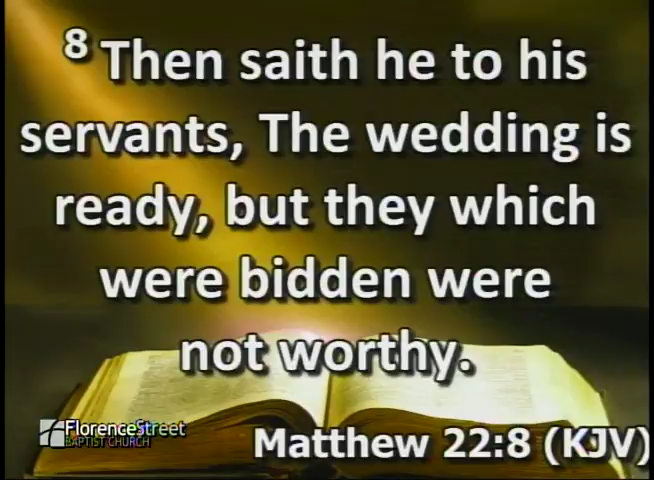 8 Then saith he to his
servants, The wedding is
ready, but they which
were bidden were
not worthy.
FlorenceStreet
BAPTIST CHURCH
Matthew 22:8 (KJV)